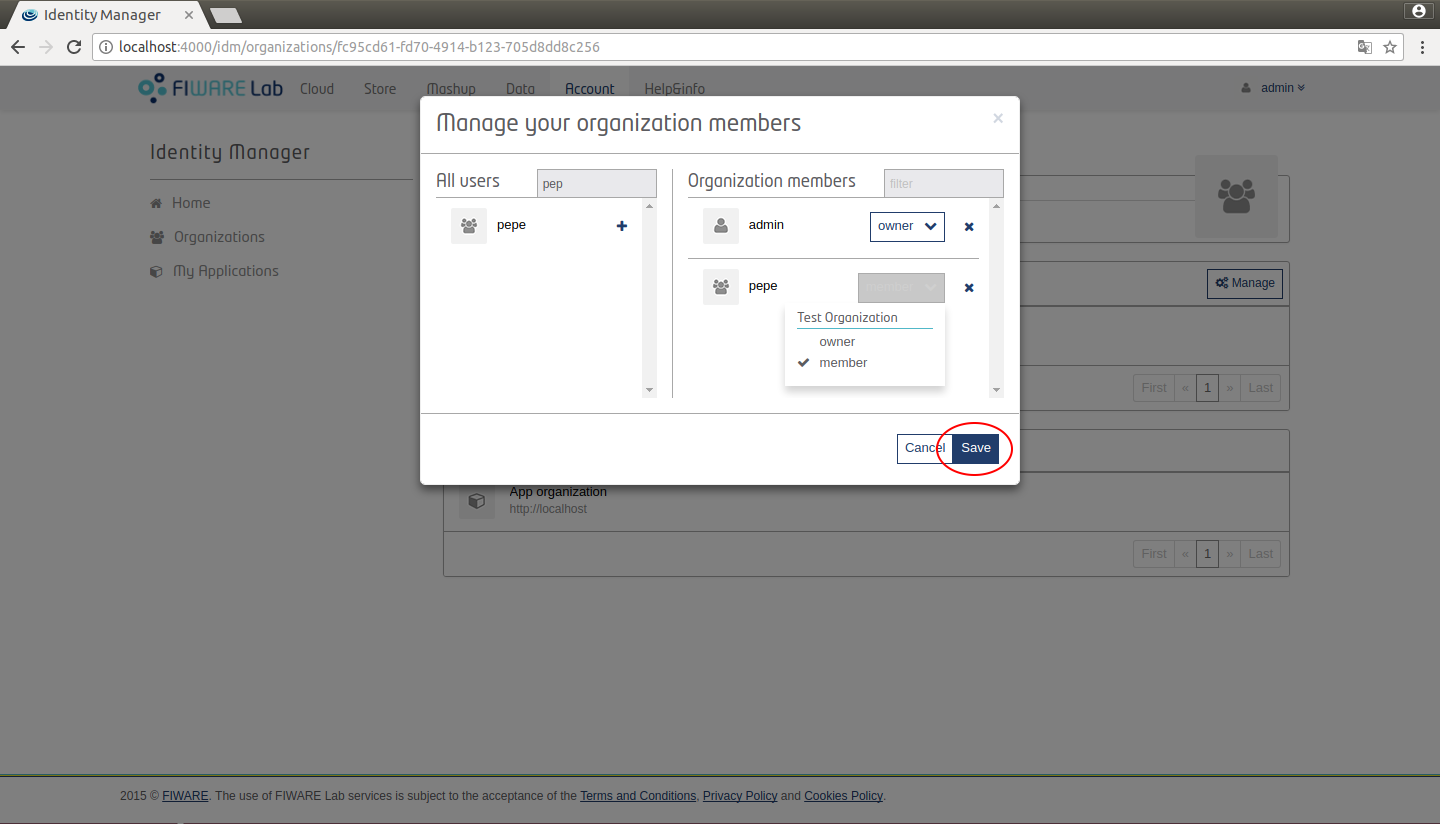 Identity Manager
localhost:4000/idm/organizations/fc95cd61-fd70-4914-b123-705d8dd8c256
FIWARE Lab Cloud Store Mashup Data Account Help&info admin
Manage your organization members ×
Identity Manager
Home
Organizations
My Applications
All users pep
pepe
Organization members filter
admin owner
pepe member
Test Organization
owner
member
Cancel Save
Manage
First « 1 » Last
App organization
http://localhost
First « 1 » Last
2015 © FIWARE. The use of FIWARE Lab services is subject to the acceptance of the Terms and Conditions, Privacy Policy and Cookies Policy.